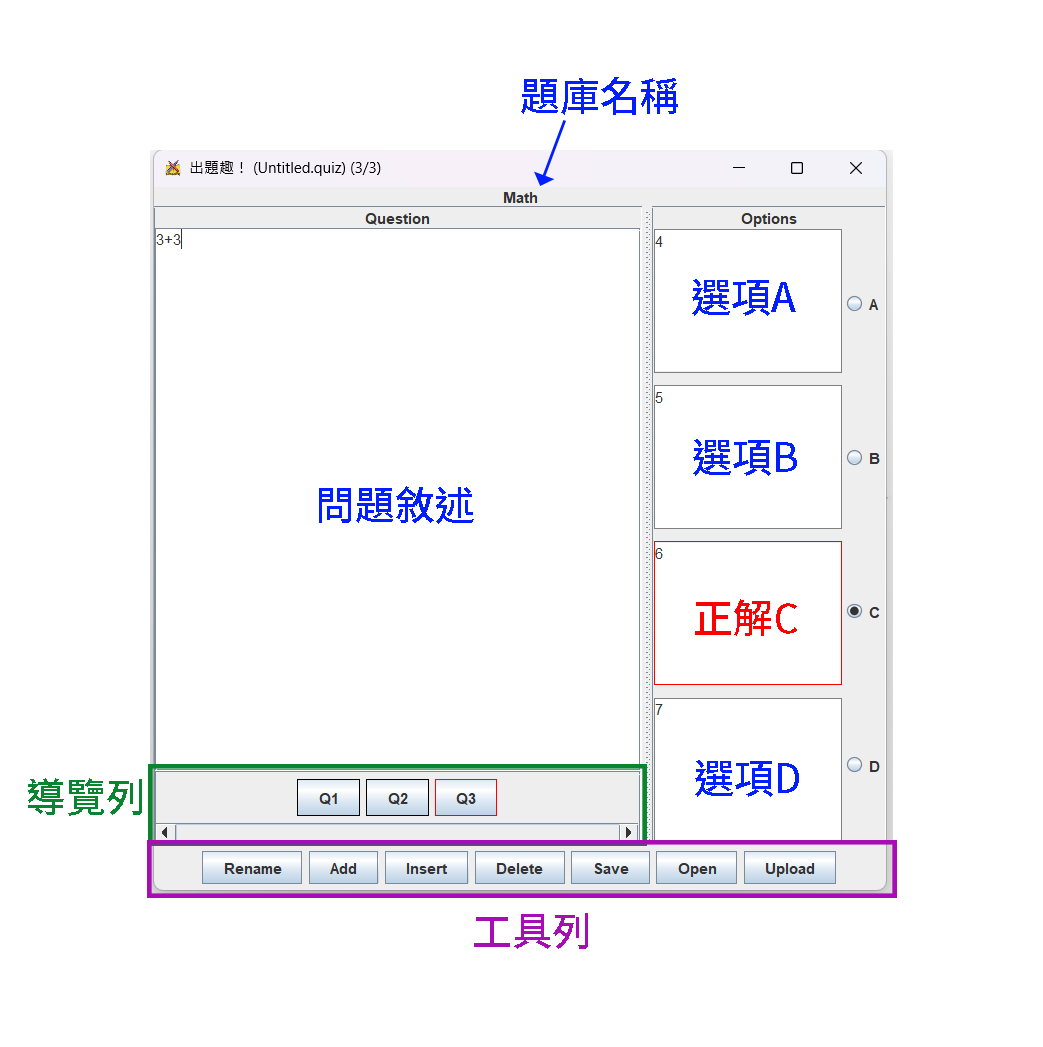 題庫名稱
出題趣！ (Untitled.quiz) (3/3)
Math
Question
Options
3+3
4
選項A
A
5
選項B
B
問題敘述
6
正解C
C
7
選項D
D
導覽列
Q1 Q2 Q3
Rename Add Insert Delete Save Open Upload
工具列